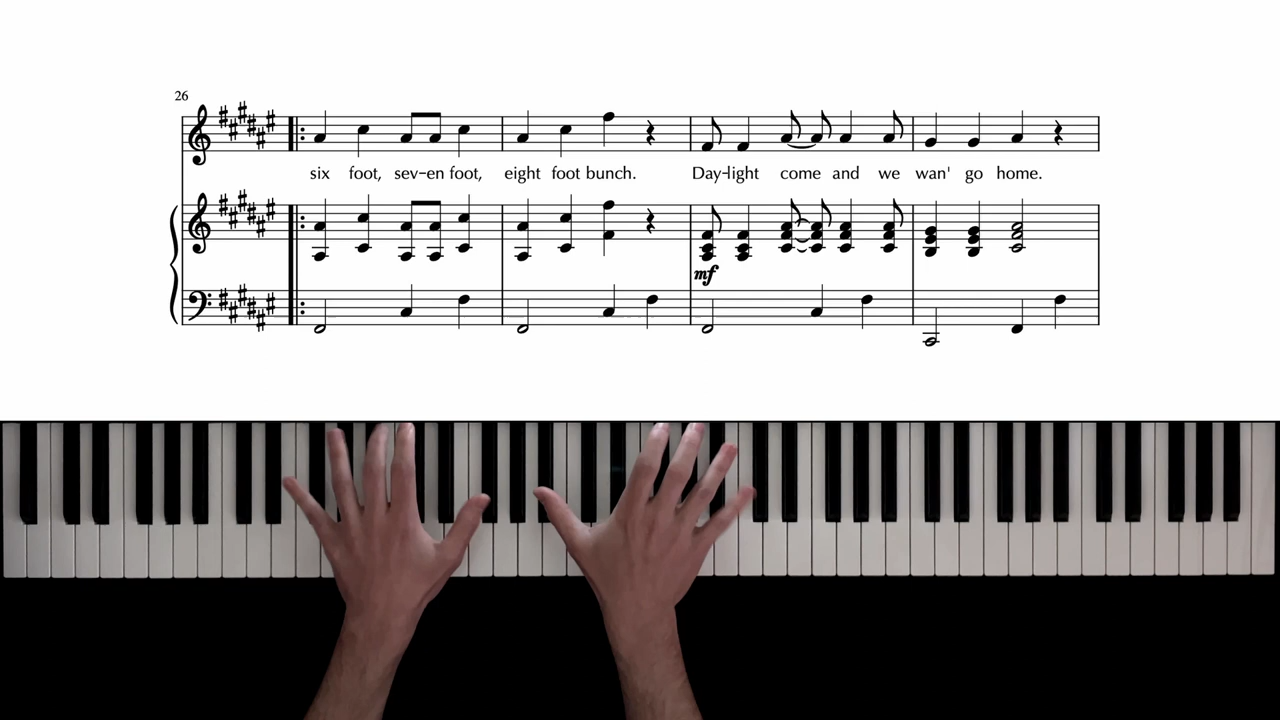 26
six foot, sev-en foot, eight foot bunch. Day-light come and we wan' go home.
mf